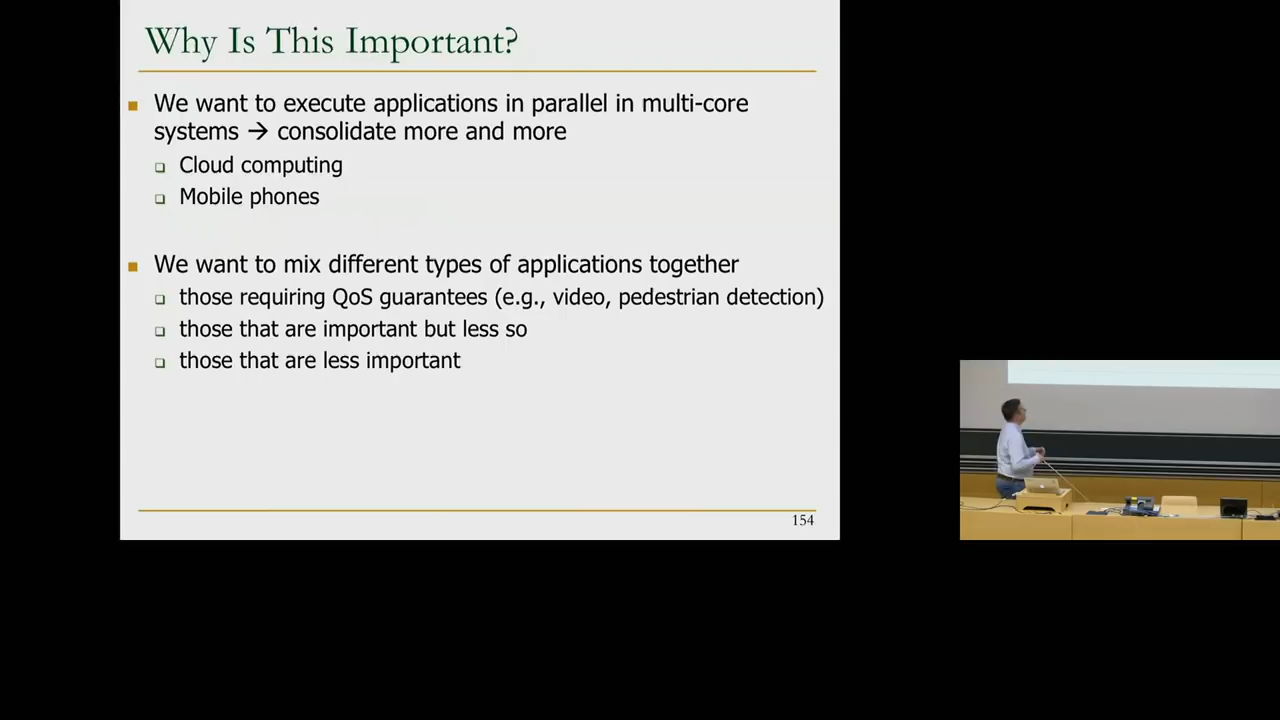 Why Is This Important?
We want to execute applications in parallel in multi-core
systems → consolidate more and more
Cloud computing
Mobile phones
We want to mix different types of applications together
those requiring QoS guarantees (e.g., video, pedestrian detection)
those that are important but less so
those that are less important
154